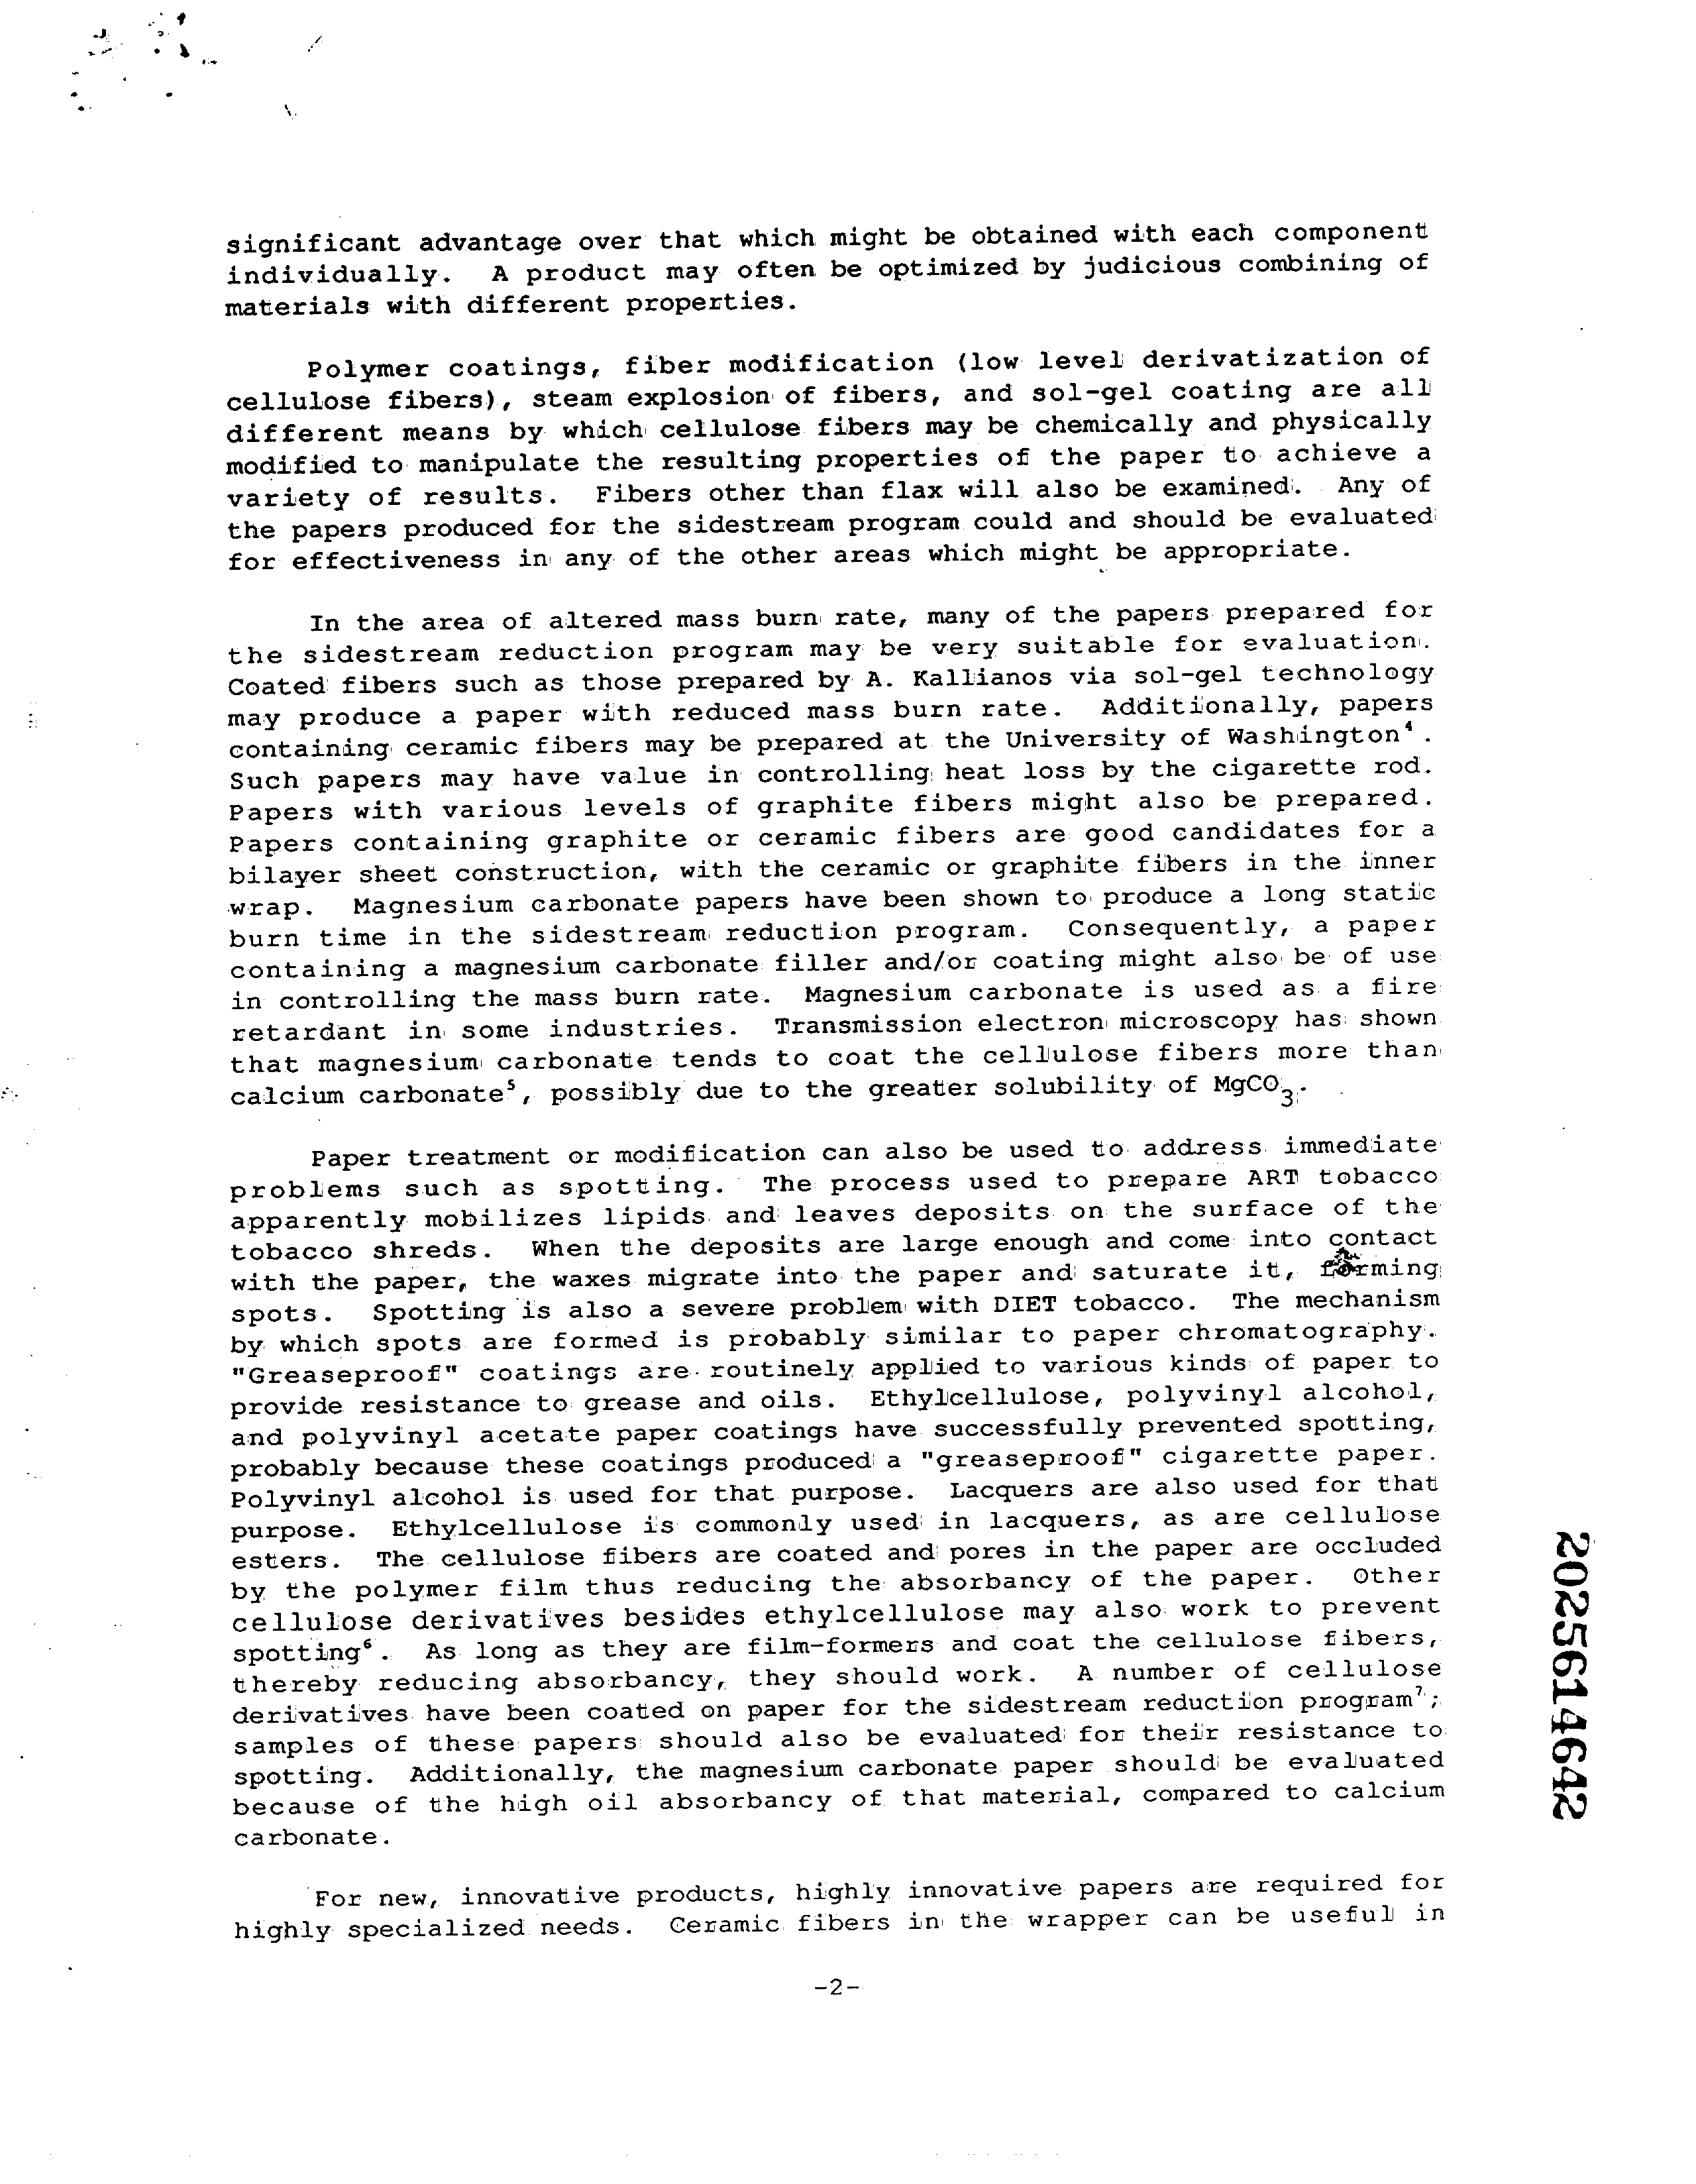 significant advantage over that which might be obtained with each component
individually. A product may often be optimized by judicious combining of
materials with different properties.
Polymer coatings, fiber modification (low level derivatization of
cellulose fibers), steam explosion of fibers, and sol-gel coating are all
different means by which cellulose fibers may be chemically and physically
modified to manipulate the resulting properties of the paper to achieve a
variety of results. Fibers other than flax will also be examined. Any of
the papers produced for the sidestream program could and should be evaluated
for effectiveness in any of the other areas which might be appropriate.
In the area of altered mass burn rate, many of the papers prepared for
the sidestream reduction program may be very suitable for evaluation.
Coated fibers such as those prepared by A. Kallianos via sol-gel technology
may produce a paper with reduced mass burn rate. Additionally, papers
containing ceramic fibers may be prepared at the University of Washington⁴.
Such papers may have value in controlling heat loss by the cigarette rod.
Papers with various levels of graphite fibers might also be prepared.
Papers containing graphite or ceramic fibers are good candidates for a
bilayer sheet construction, with the ceramic or graphite fibers in the inner
wrap. Magnesium carbonate papers have been shown to produce a long static
burn time in the sidestream reduction program. Consequently, a paper
containing a magnesium carbonate filler and/or coating might also be of use
in controlling the mass burn rate. Magnesium carbonate is used as a fire
retardant in some industries. Transmission electron microscopy has shown
that magnesium carbonate tends to coat the cellulose fibers more than
calcium carbonate⁵, possibly due to the greater solubility of MgCO₃.
Paper treatment or modification can also be used to address immediate
problems such as spotting. The process used to prepare ART tobacco
apparently mobilizes lipids and leaves deposits on the surface of the
tobacco shreds. When the deposits are large enough and come into contact
with the paper, the waxes migrate into the paper and saturate it, forming
spots. Spotting is also a severe problem with DIET tobacco. The mechanism
by which spots are formed is probably similar to paper chromatography.
"Greaseproof" coatings are routinely applied to various kinds of paper to
provide resistance to grease and oils. Ethylcellulose, polyvinyl alcohol,
and polyvinyl acetate paper coatings have successfully prevented spotting,
probably because these coatings produced a "greaseproof" cigarette paper.
Polyvinyl alcohol is used for that purpose. Lacquers are also used for that
purpose. Ethylcellulose is commonly used in lacquers, as are cellulose
esters. The cellulose fibers are coated and pores in the paper are occluded
by the polymer film thus reducing the absorbancy of the paper. Other
cellulose derivatives besides ethylcellulose may also work to prevent
spotting⁶. As long as they are film-formers and coat the cellulose fibers,
thereby reducing absorbancy, they should work. A number of cellulose
derivatives have been coated on paper for the sidestream reduction program⁷;
samples of these papers should also be evaluated for their resistance to
spotting. Additionally, the magnesium carbonate paper should be evaluated
because of the high oil absorbancy of that material, compared to calcium
carbonate.
For new, innovative products, highly innovative papers are required for
highly specialized needs. Ceramic fibers in the wrapper can be useful in
-2-
2025614642